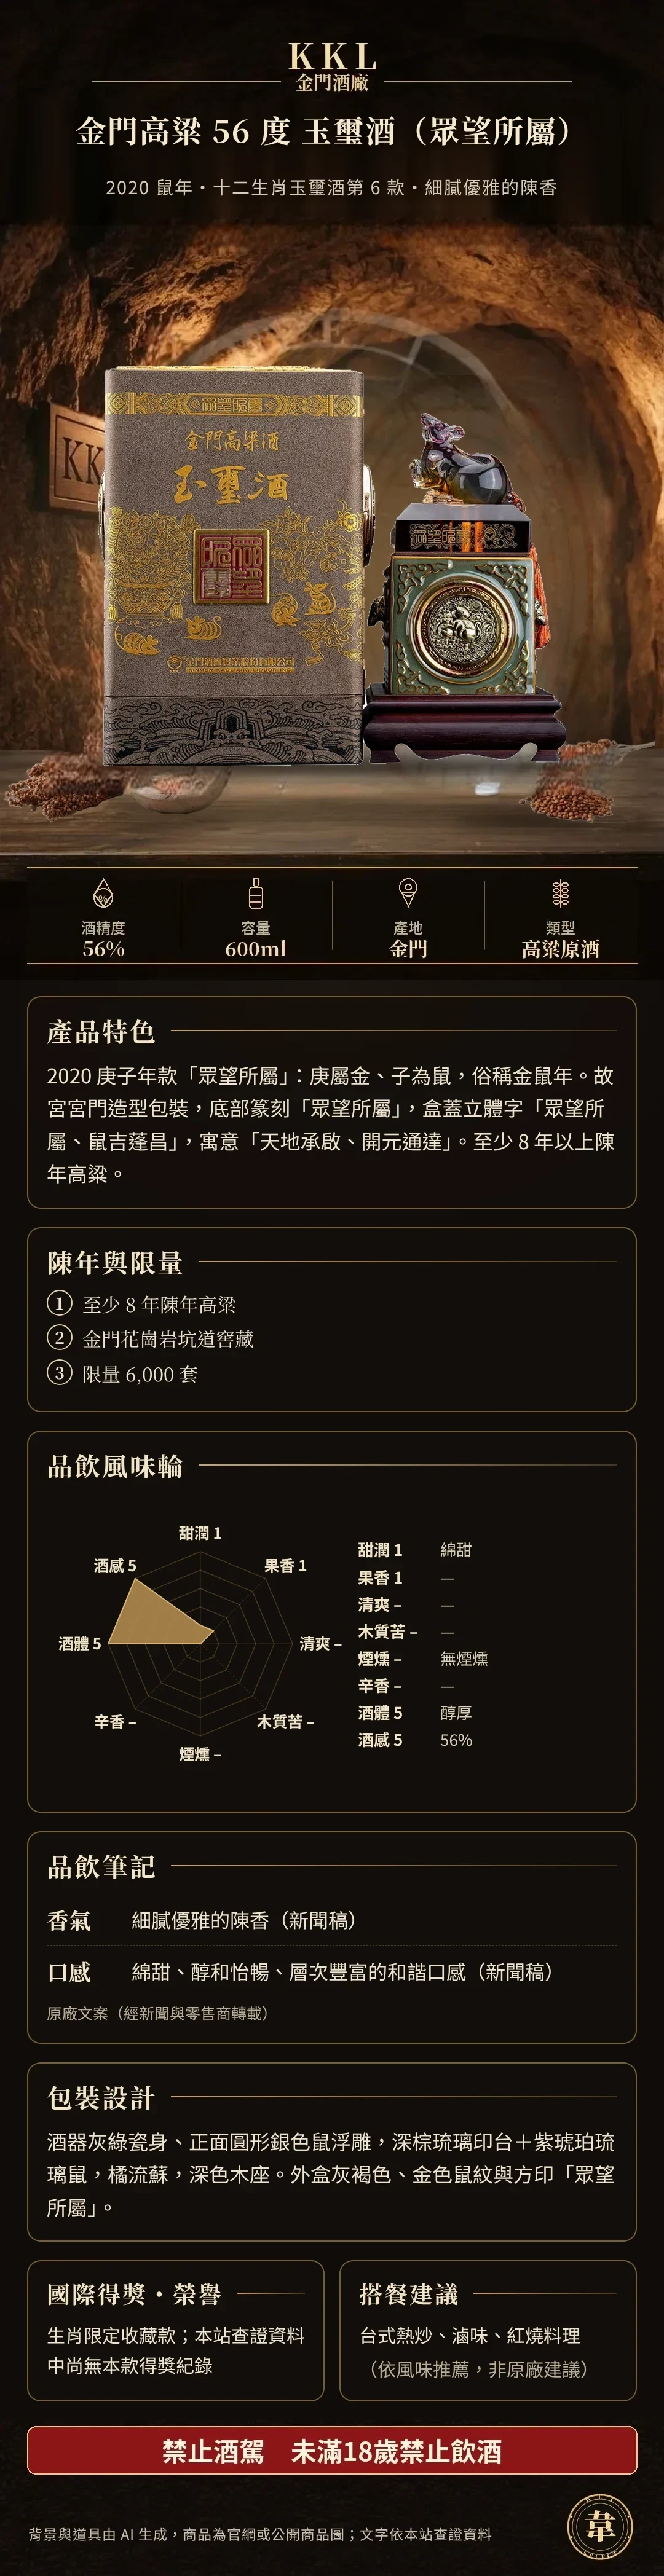 KKL
金門酒廠
金門高粱 56 度 玉璽酒（眾望所屬）
2020 鼠年・十二生肖玉璽酒第 6 款・細膩優雅的陳香
KK
金門高粱酒
玉璽酒
金門酒廠實業股份有限公司
酒精度
56%
容量
600ml
產地
金門
類型
高粱原酒
產品特色
2020 庚子年款「眾望所屬」：庚屬金、子為鼠，俗稱金鼠年。故
宮宮門造型包裝，底部篆刻「眾望所屬」，盒蓋立體字「眾望所
屬、鼠吉蓬昌」，寓意「天地承啟、開元通達」。至少 8 年以上陳
年高粱。
陳年與限量
1 至少 8 年陳年高粱
2 金門花崗岩坑道窖藏
3 限量 6,000 套
品飲風味輪
甜潤 1
果香 1
清爽 –
木質苦 –
煙燻 –
辛香 –
酒體 5
酒感 5
甜潤 1 綿甜
果香 1 —
清爽 – —
木質苦 – —
煙燻 – 無煙燻
辛香 – —
酒體 5 醇厚
酒感 5 56%
品飲筆記
香氣 細膩優雅的陳香（新聞稿）
口感 綿甜、醇和怡暢、層次豐富的和諧口感（新聞稿）
原廠文案（經新聞與零售商轉載）
包裝設計
酒器灰綠瓷身、正面圓形銀色鼠浮雕，深棕琉璃印台＋紫琥珀琉
璃鼠，橘流蘇，深色木座。外盒灰褐色、金色鼠紋與方印「眾望
所屬」。
國際得獎・榮譽
生肖限定收藏款；本站查證資料
中尚無本款得獎紀錄
搭餐建議
台式熱炒、滷味、紅燒料理
（依風味推薦，非原廠建議）
禁止酒駕 未滿18歲禁止飲酒
背景與道具由 AI 生成，商品為官網或公開商品圖；文字依本站查證資料
韋